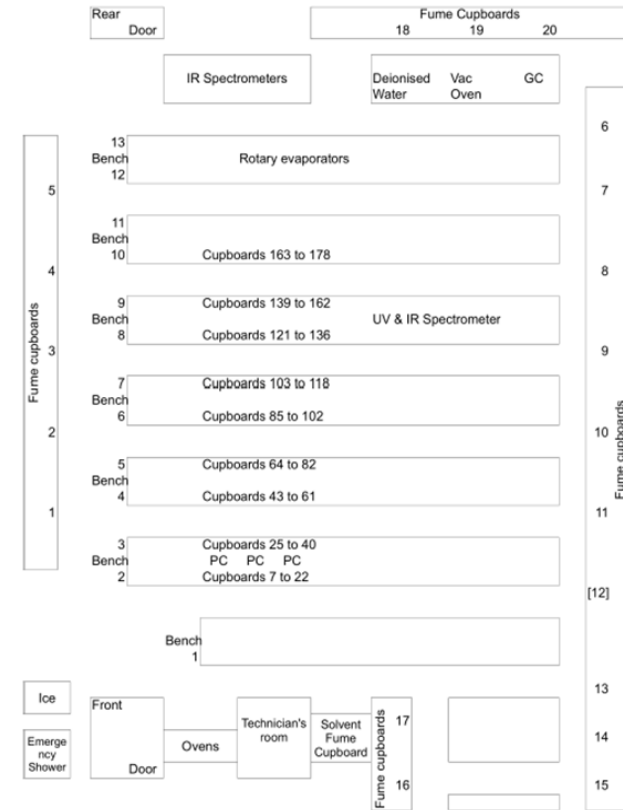 Rear
Door
Fume Cupboards
18 19 20
IR Spectrometers
Deionised Water
Vac Oven
GC
6
13
Bench
12
Rotary evaporators
5
7
11
Bench
10
Cupboards 163 to 178
4
8
9
Bench
8
Cupboards 139 to 162
UV & IR Spectrometer
Cupboards 121 to 136
Fume cupboards
3
9
7
Bench
6
Cupboards 103 to 118
Cupboards 85 to 102
2
10
Fume cupboards
5
Bench
4
Cupboards 64 to 82
Cupboards 43 to 61
1
11
3
Bench
2
Cupboards 25 to 40
PC PC PC
Cupboards 7 to 22
[12]
Bench
1
Ice
13
Front
Door
Emerge
ncy
Shower
Ovens
Technician's
room
Solvent
Fume
Cupboard
Fume cupboards
17
16
14
15